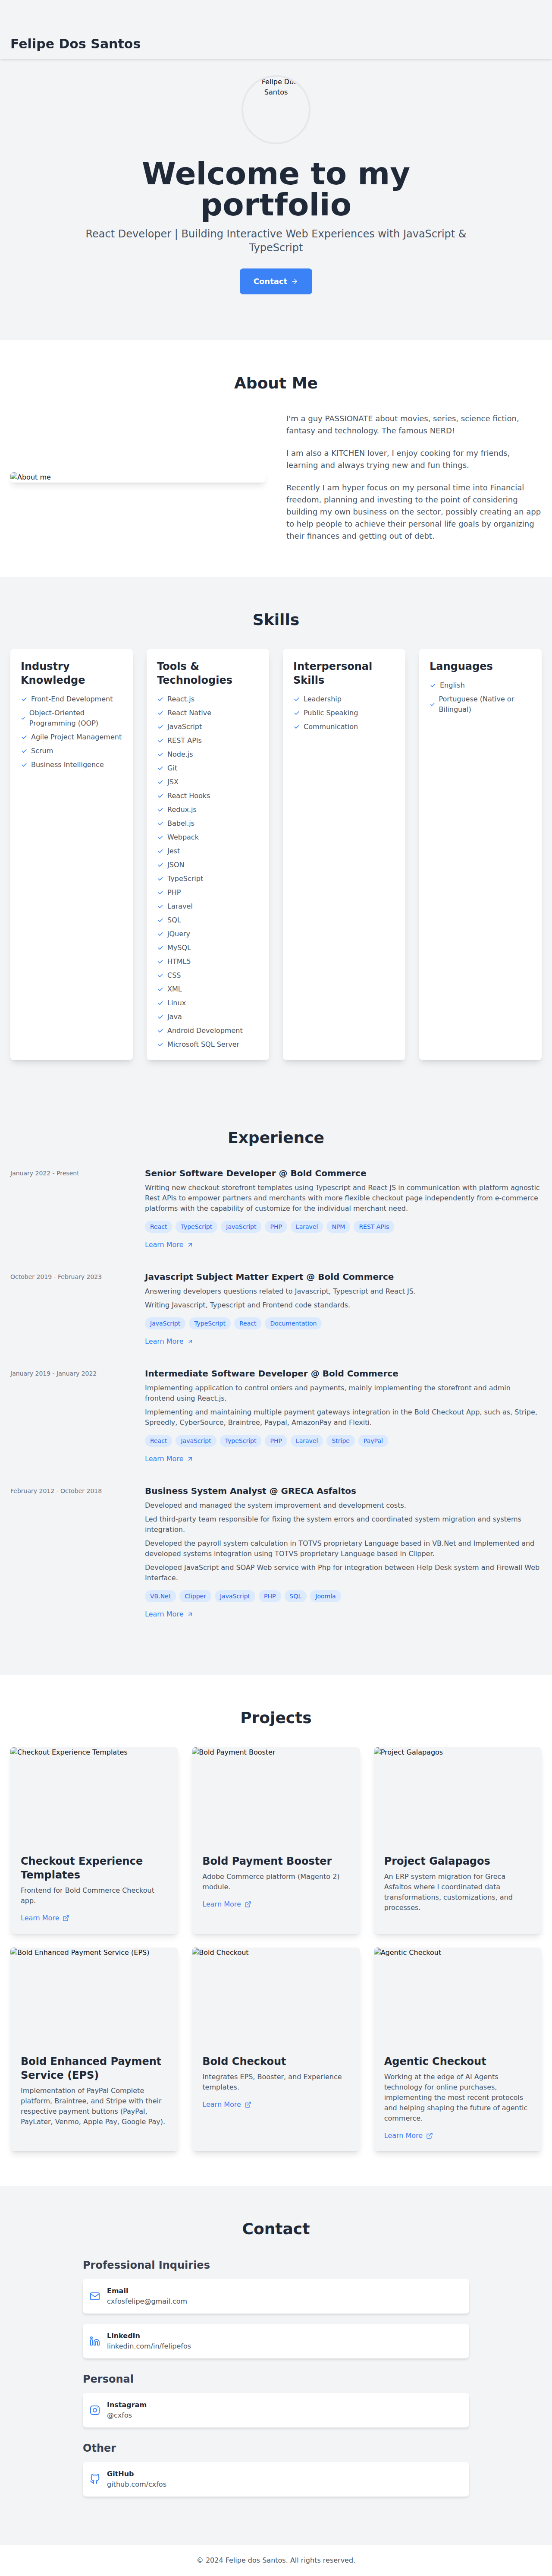 Felipe Dos Santos
Felipe Dos
Santos
Welcome to my
portfolio
React Developer | Building Interactive Web Experiences with JavaScript &
TypeScript
Contact
About Me
About me
I'm a guy PASSIONATE about movies, series, science fiction,
fantasy and technology. The famous NERD!
I am also a KITCHEN lover, I enjoy cooking for my friends,
learning and always trying new and fun things.
Recently I am hyper focus on my personal time into Financial
freedom, planning and investing to the point of considering
building my own business on the sector, possibly creating an app
to help people to achieve their personal life goals by organizing
their finances and getting out of debt.
Skills
Industry
Knowledge
Front-End Development
Object-Oriented
Programming (OOP)
Agile Project Management
Scrum
Business Intelligence
Tools &
Technologies
React.js
React Native
JavaScript
REST APIs
Node.js
Git
JSX
React Hooks
Redux.js
Babel.js
Webpack
Jest
JSON
TypeScript
PHP
Laravel
SQL
jQuery
MySQL
HTML5
CSS
XML
Linux
Java
Android Development
Microsoft SQL Server
Interpersonal
Skills
Leadership
Public Speaking
Communication
Languages
English
Portuguese (Native or
Bilingual)
Experience
January 2022 - Present
Senior Software Developer @ Bold Commerce
Writing new checkout storefront templates using Typescript and React JS in communication with platform agnostic
Rest APIs to empower partners and merchants with more flexible checkout page independently from e-commerce
platforms with the capability of customize for the individual merchant need.
React TypeScript JavaScript PHP Laravel NPM REST APIs
Learn More
October 2019 - February 2023
Javascript Subject Matter Expert @ Bold Commerce
Answering developers questions related to Javascript, Typescript and React JS.
Writing Javascript, Typescript and Frontend code standards.
JavaScript TypeScript React Documentation
Learn More
January 2019 - January 2022
Intermediate Software Developer @ Bold Commerce
Implementing application to control orders and payments, mainly implementing the storefront and admin
frontend using React.js.
Implementing and maintaining multiple payment gateways integration in the Bold Checkout App, such as, Stripe,
Spreedly, CyberSource, Braintree, Paypal, AmazonPay and Flexiti.
React JavaScript TypeScript PHP Laravel Stripe PayPal
Learn More
February 2012 - October 2018
Business System Analyst @ GRECA Asfaltos
Developed and managed the system improvement and development costs.
Led third-party team responsible for fixing the system errors and coordinated system migration and systems
integration.
Developed the payroll system calculation in TOTVS proprietary Language based in VB.Net and Implemented and
developed systems integration using TOTVS proprietary Language based in Clipper.
Developed JavaScript and SOAP Web service with Php for integration between Help Desk system and Firewall Web
Interface.
VB.Net Clipper JavaScript PHP SQL Joomla
Learn More
Projects
Checkout Experience Templates
Checkout Experience
Templates
Frontend for Bold Commerce Checkout
app.
Learn More
Bold Payment Booster
Bold Payment Booster
Adobe Commerce platform (Magento 2)
module.
Learn More
Project Galapagos
Project Galapagos
An ERP system migration for Greca
Asfaltos where I coordinated data
transformations, customizations, and
processes.
Bold Enhanced Payment Service (EPS)
Bold Enhanced Payment
Service (EPS)
Implementation of PayPal Complete
platform, Braintree, and Stripe with their
respective payment buttons (PayPal,
PayLater, Venmo, Apple Pay, Google Pay).
Bold Checkout
Bold Checkout
Integrates EPS, Booster, and Experience
templates.
Learn More
Agentic Checkout
Agentic Checkout
Working at the edge of AI Agents
technology for online purchases,
implementing the most recent protocols
and helping shaping the future of agentic
commerce.
Learn More
Contact
Professional Inquiries
Email
cxfosfelipe@gmail.com
LinkedIn
linkedin.com/in/felipefos
Personal
Instagram
@cxfos
Other
GitHub
github.com/cxfos
© 2024 Felipe dos Santos. All rights reserved.